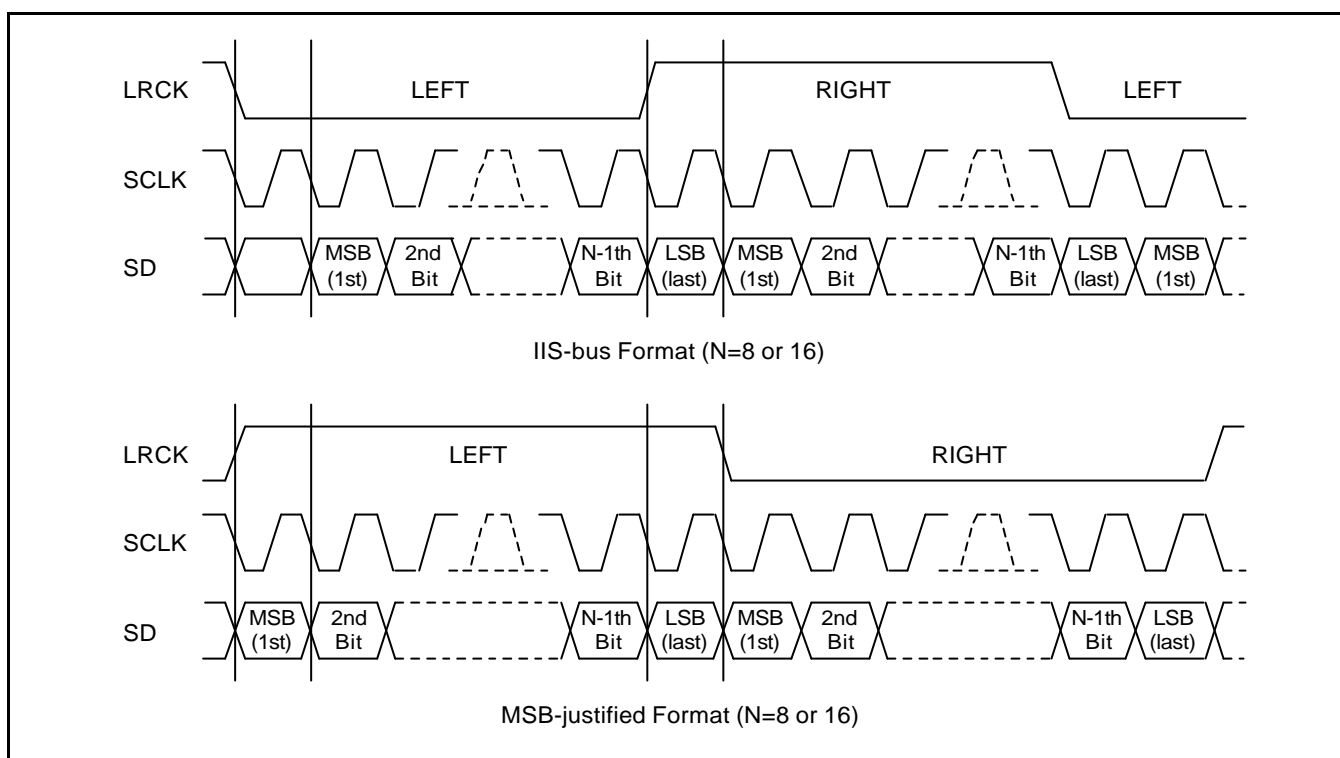 LRCK LEFT RIGHT LEFT
SCLK
SD MSB (1st) 2nd Bit N-1th Bit LSB (last) MSB (1st) 2nd Bit N-1th Bit LSB (last) MSB (1st)
IIS-bus Format (N=8 or 16)
LRCK LEFT RIGHT
SCLK
SD MSB (1st) 2nd Bit N-1th Bit LSB (last) MSB (1st) 2nd Bit N-1th Bit LSB (last)
MSB-justified Format (N=8 or 16)